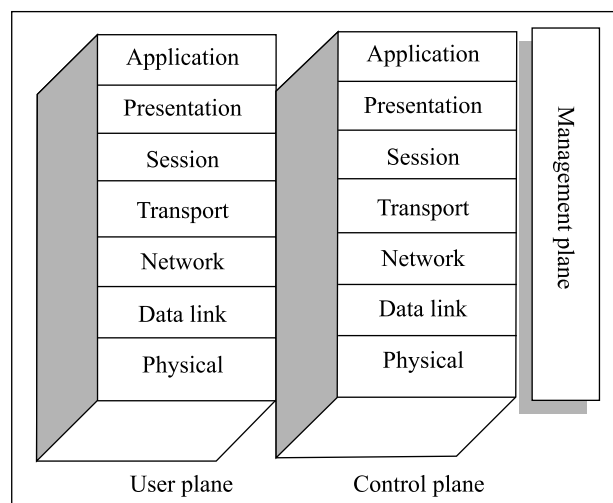 Application
Presentation
Session
Transport
Network
Data link
Physical
User plane
Application
Presentation
Session
Transport
Network
Data link
Physical
Control plane
Management plane